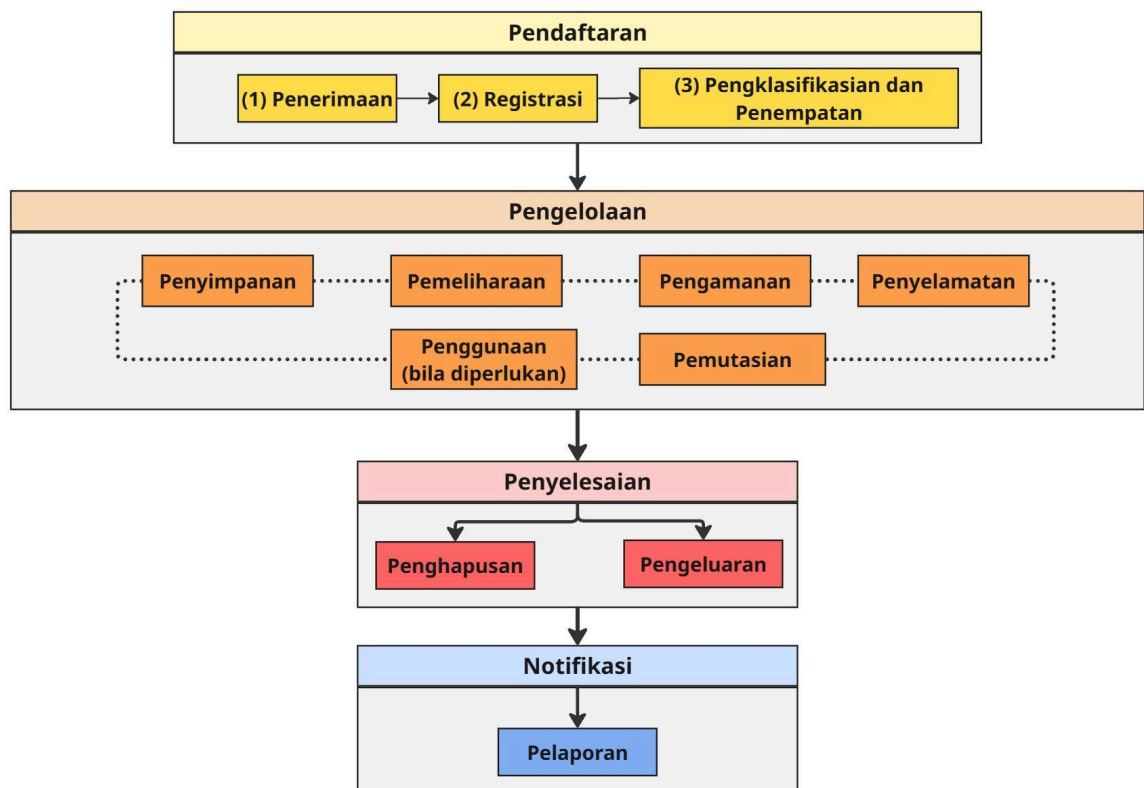 Pendaftaran
(1) Penerimaan
(2) Registrasi
(3) Pengklasifikasian dan
Penempatan
Pengelolaan
Penyimpanan
Pemeliharaan
Pengamanan
Penyelamatan
Penggunaan
(bila diperlukan)
Pemutasian
Penyelesaian
Penghapusan
Pengeluaran
Notifikasi
Pelaporan